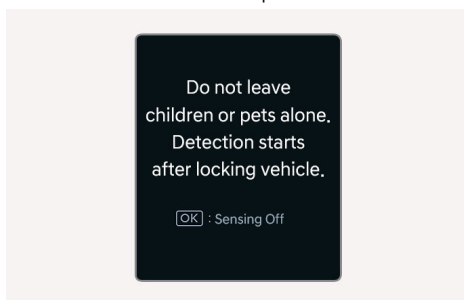 Do not leave
children or pets alone.
Detection starts
after locking vehicle.
OK : Sensing Off